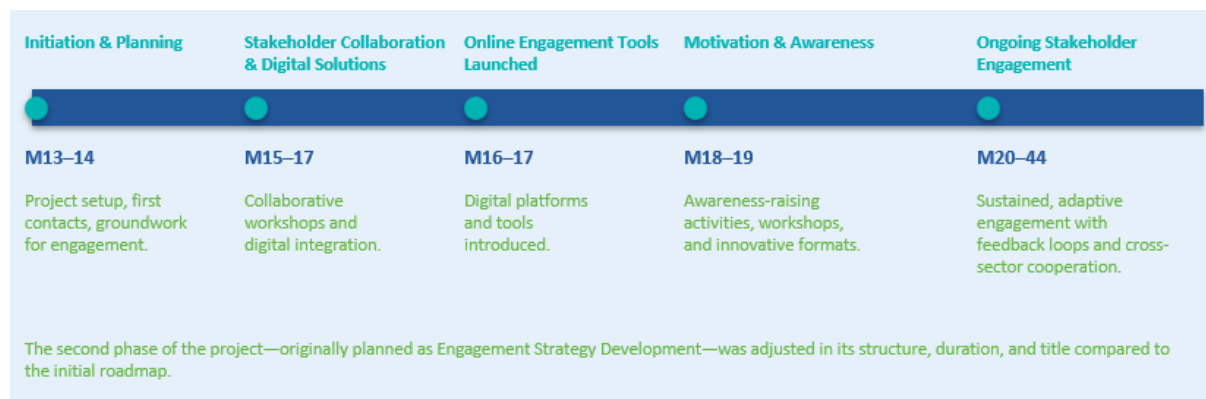 Initiation & Planning
Stakeholder Collaboration
& Digital Solutions
Online Engagement Tools
Launched
Motivation & Awareness
Ongoing Stakeholder
Engagement
M13–14
M15–17
M16–17
M18–19
M20–44
Project setup, first
contacts, groundwork
for engagement.
Collaborative
workshops and
digital integration.
Digital platforms
and tools
introduced.
Awareness-raising
activities, workshops,
and innovative formats.
Sustained, adaptive
engagement with
feedback loops and cross-
sector cooperation.
The second phase of the project—originally planned as Engagement Strategy Development—was adjusted in its structure, duration, and title compared to
the initial roadmap.